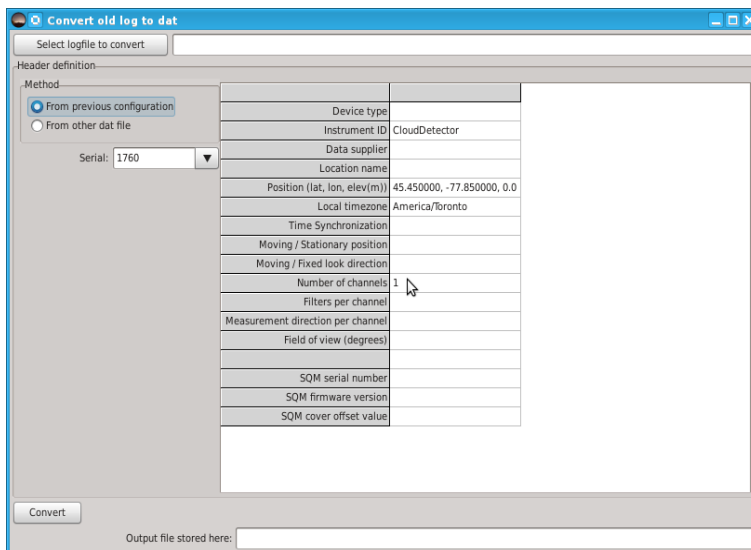 Convert old log to dat
Select logfile to convert
Header definition
Method
From previous configuration
From other dat file
Serial: 1760
Device type
Instrument ID CloudDetector
Data supplier
Location name
Position (lat, lon, elev(m)) 45.450000, -77.850000, 0.0
Local timezone America/Toronto
Time Synchronization
Moving / Stationary position
Moving / Fixed look direction
Number of channels 1
Filters per channel
Measurement direction per channel
Field of view (degrees)
SQM serial number
SQM firmware version
SQM cover offset value
Convert
Output file stored here: